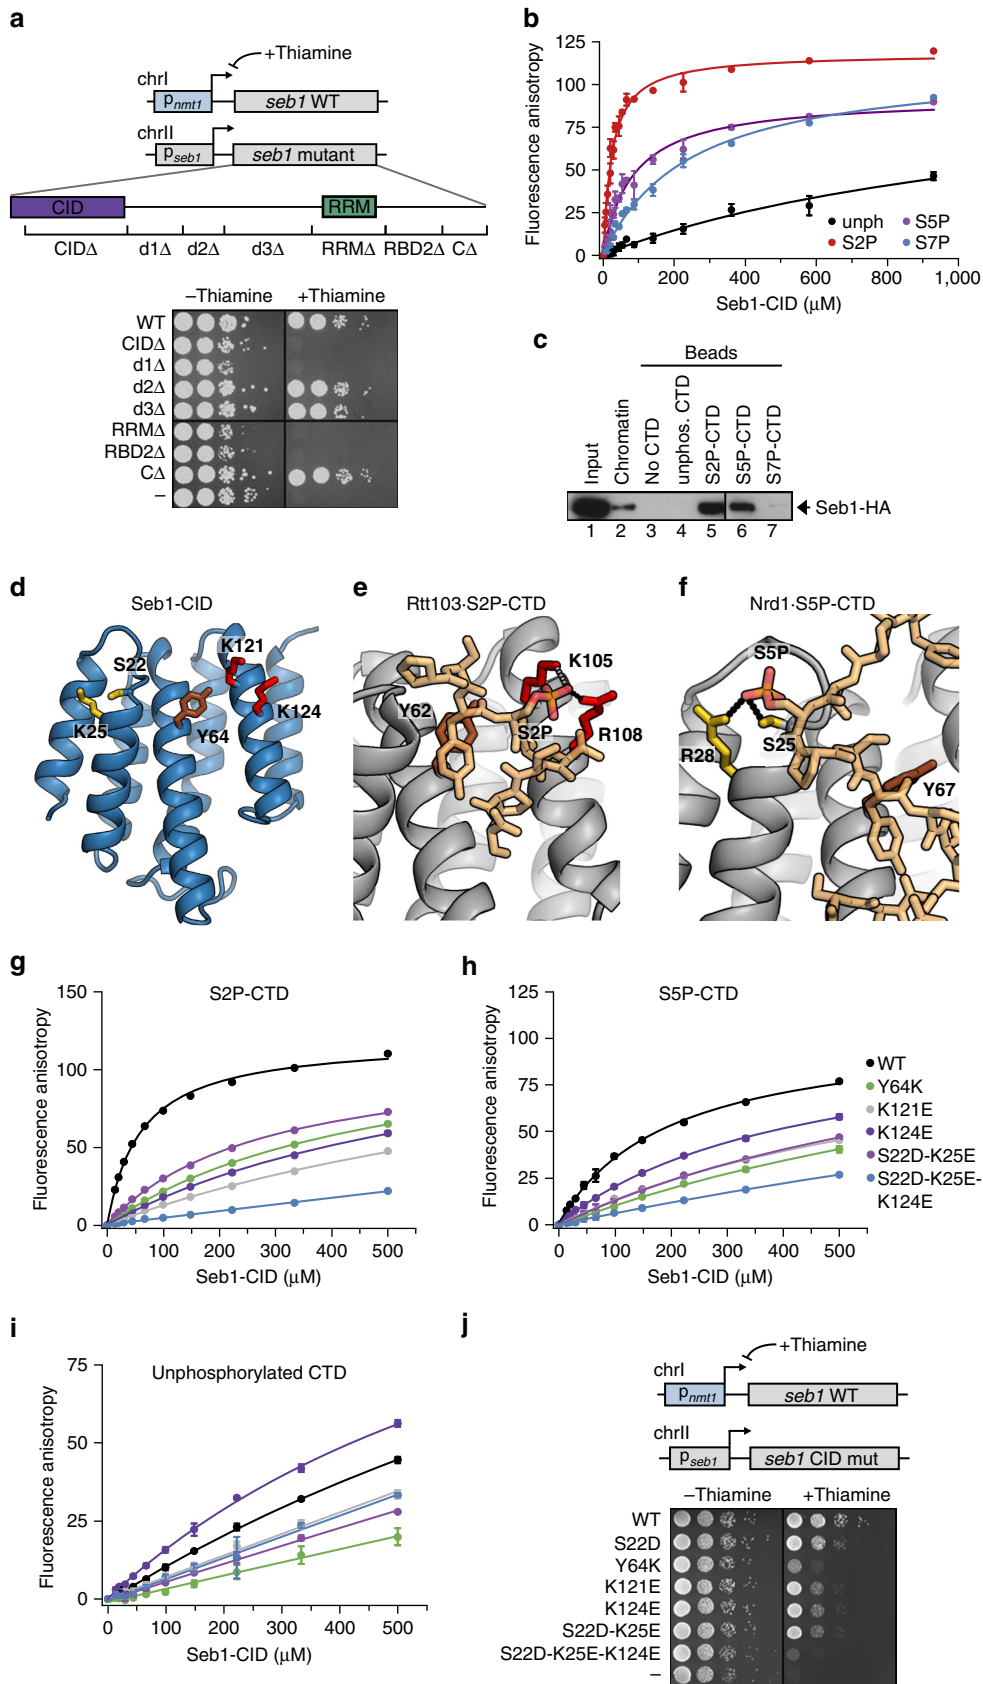 a
+Thiamine
chrI
pnmt1
seb1 WT
chrII
pseb1
seb1 mutant
CID
RRM
CIDΔ d1Δ d2Δ d3Δ RRMΔ RBD2Δ CΔ
–Thiamine +Thiamine
WT
CIDΔ
d1Δ
d2Δ
d3Δ
RRMΔ
RBD2Δ
CΔ
–
b
Fluorescence anisotropy
125
100
75
50
25
0
0 200 400 600 800 1,000
Seb1-CID (μM)
unph
S2P
S5P
S7P
c
Beads
Input
Chromatin
No CTD
unphos. CTD
S2P-CTD
S5P-CTD
S7P-CTD
Seb1-HA
1 2 3 4 5 6 7
d
Seb1-CID
K121
S22
K25
Y64
K124
e
Rtt103·S2P-CTD
K105
Y62
S2P
R108
f
Nrd1·S5P-CTD
S5P
R28
S25
Y67
g
S2P-CTD
Fluorescence anisotropy
150
100
50
0
0 100 200 300 400 500
Seb1-CID (μM)
h
S5P-CTD
Fluorescence anisotropy
125
100
75
50
25
0
0 100 200 300 400 500
Seb1-CID (μM)
WT
Y64K
K121E
K124E
S22D-K25E
S22D-K25E-
K124E
i
Unphosphorylated CTD
Fluorescence anisotropy
75
50
25
0
0 100 200 300 400 500
Seb1-CID (μM)
j
+Thiamine
chrI
pnmt1
seb1 WT
chrII
pseb1
seb1 CID mut
–Thiamine +Thiamine
WT
S22D
Y64K
K121E
K124E
S22D-K25E
S22D-K25E-K124E
–